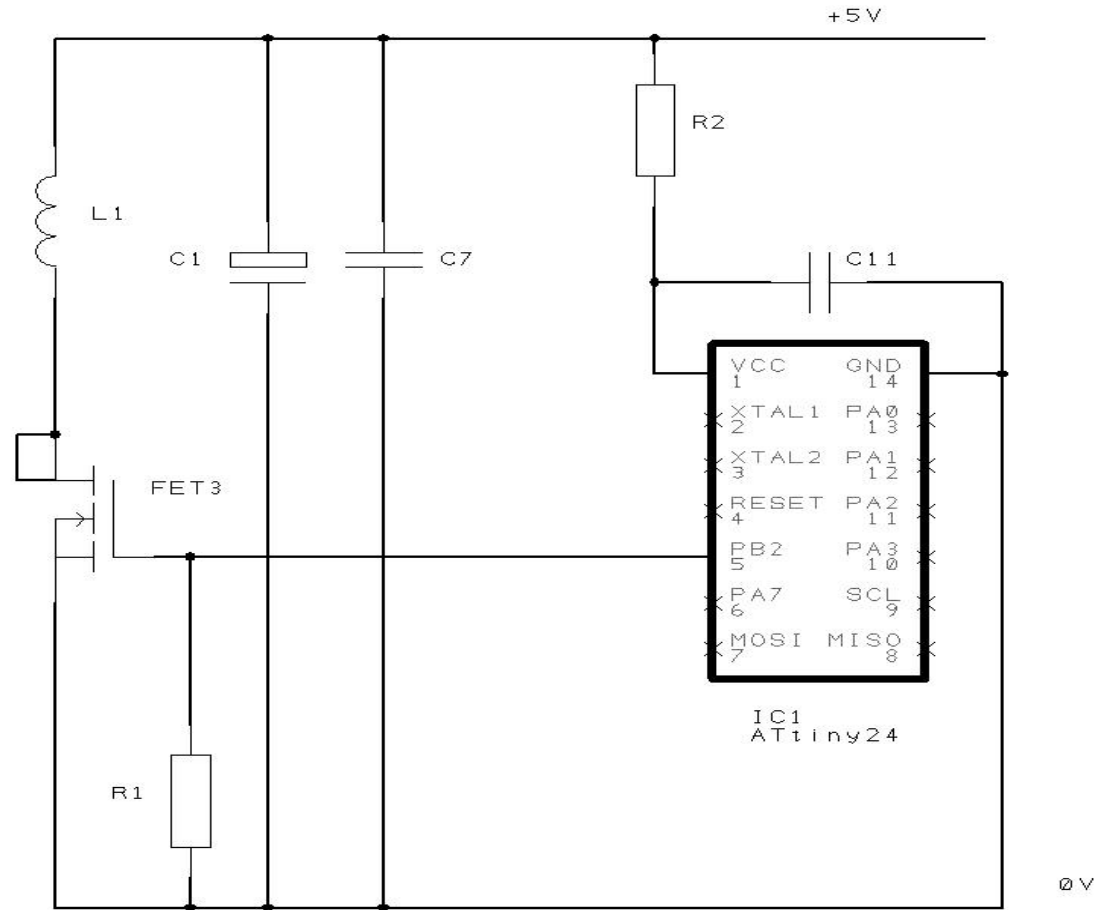 +5V
R2
L1
C1
C7
C11
VCC GND
1 14
XTAL1 PA0
2 13
XTAL2 PA1
3 12
RESET PA2
4 11
PB2 PA3
5 10
PA7 SCL
6 9
MOSI MISO
7 8
FET3
IC1
ATtiny24
R1
0V